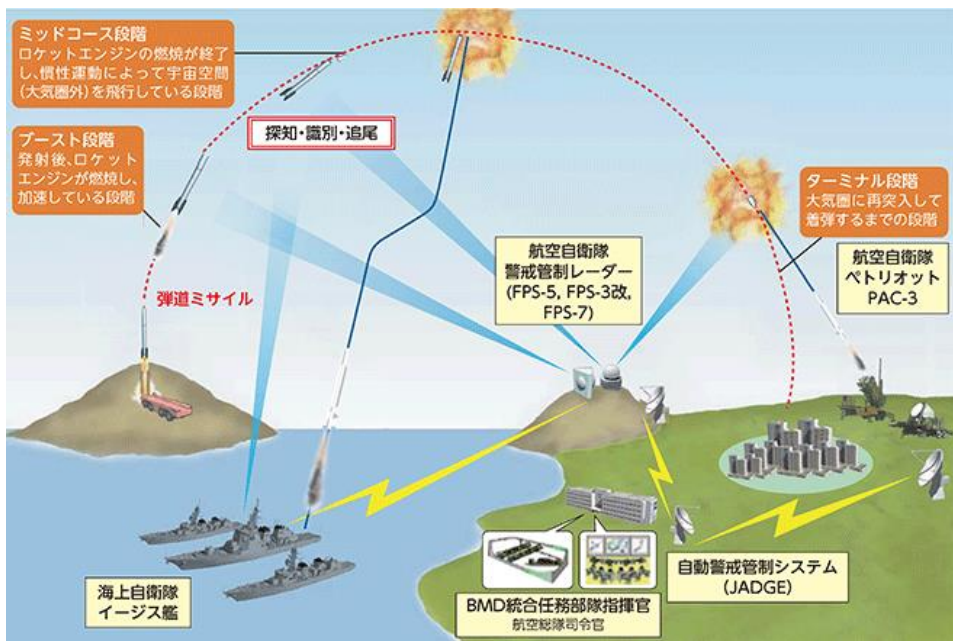 ミッドコース段階
ロケットエンジンの燃焼が終了
し、慣性運動によって宇宙空間
(大気圏外)を飛行している段階
ブースト段階
発射後、ロケット
エンジンが燃焼し、
加速している段階
探知・識別・追尾
弾道ミサイル
ターミナル段階
大気圏に再突入して
着弾するまでの段階
航空自衛隊
警戒管制レーダー
(FPS-5, FPS-3改,
FPS-7)
航空自衛隊
ペトリオット
PAC-3
海上自衛隊
イージス艦
BMD統合任務部隊指揮官
航空総隊司令官
自動警戒管制システム
(JADGE)